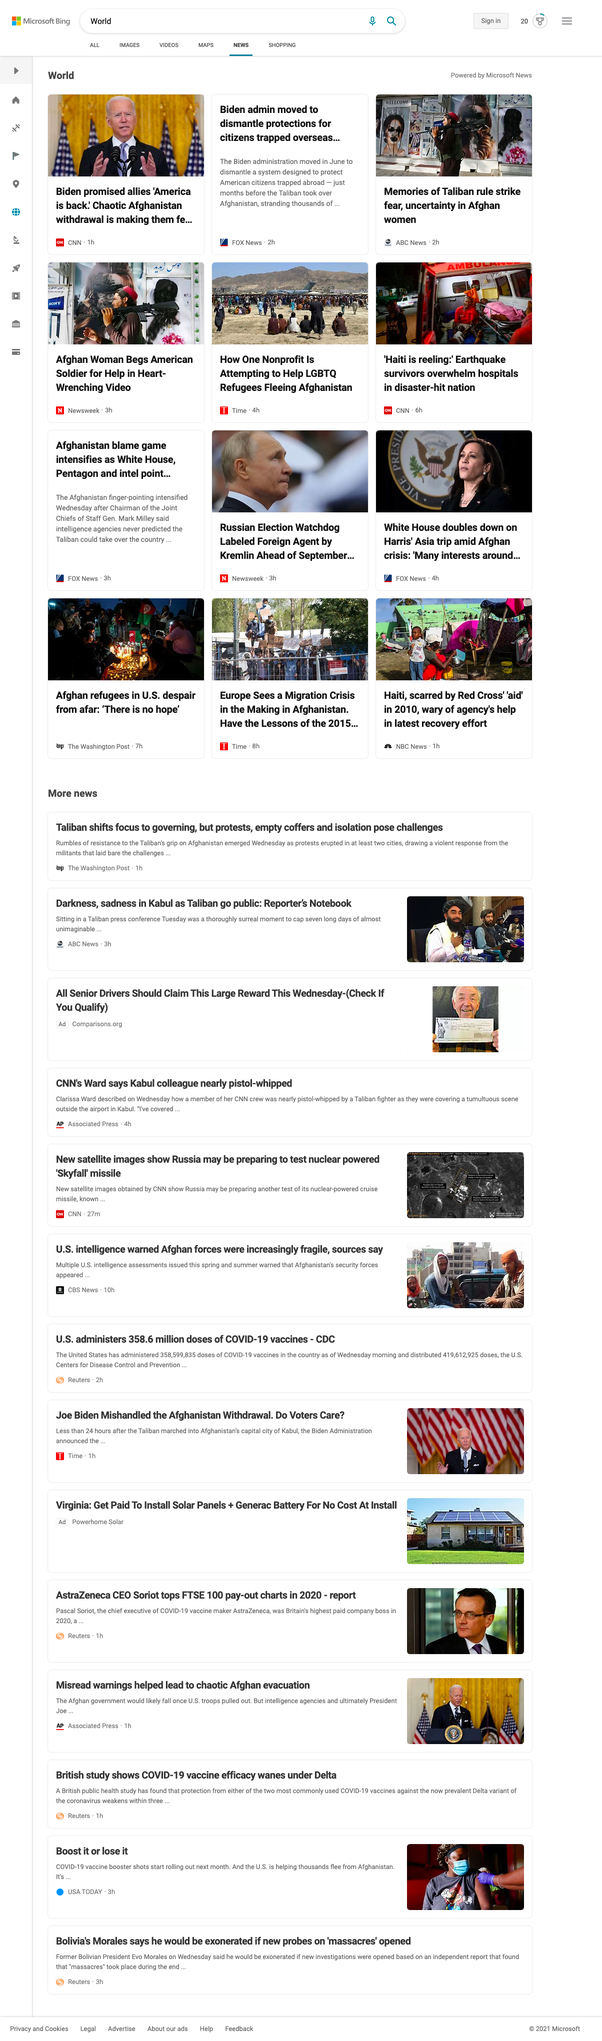 Microsoft Bing
World
Sign in
20
ALL
IMAGES
VIDEOS
MAPS
NEWS
SHOPPING
World
Powered by Microsoft News
Biden promised allies 'America
is back.' Chaotic Afghanistan
withdrawal is making them fe...
CNN · 1h
Biden admin moved to
dismantle protections for
citizens trapped overseas...
The Biden administration moved in June to
dismantle a system designed to protect
American citizens trapped abroad — just
months before the Taliban took over
Afghanistan, stranding thousands of ...
FOX News · 2h
WELCOME
Memories of Taliban rule strike
fear, uncertainty in Afghan
women
ABC News · 2h
Afghan Woman Begs American
Soldier for Help in Heart-
Wrenching Video
Newsweek · 3h
How One Nonprofit Is
Attempting to Help LGBTQ
Refugees Fleeing Afghanistan
Time · 4h
AMBULANCE
'Haiti is reeling:' Earthquake
survivors overwhelm hospitals
in disaster-hit nation
CNN · 6h
Afghanistan blame game
intensifies as White House,
Pentagon and intel point...
The Afghanistan finger-pointing intensified
Wednesday after Chairman of the Joint
Chiefs of Staff Gen. Mark Milley said
intelligence agencies never predicted the
Taliban could take over the country ...
FOX News · 3h
Russian Election Watchdog
Labeled Foreign Agent by
Kremlin Ahead of September...
Newsweek · 3h
White House doubles down on
Harris' Asia trip amid Afghan
crisis: 'Many interests around...
FOX News · 4h
Afghan refugees in U.S. despair
from afar: 'There is no hope'
The Washington Post · 7h
Europe Sees a Migration Crisis
in the Making in Afghanistan.
Have the Lessons of the 2015...
Time · 8h
Haiti, scarred by Red Cross' 'aid'
in 2010, wary of agency's help
in latest recovery effort
NBC News · 1h
More news
Taliban shifts focus to governing, but protests, empty coffers and isolation pose challenges
Rumbles of resistance to the Taliban's grip on Afghanistan emerged Wednesday as protests erupted in at least two cities, drawing a violent response from the
militants that laid bare the challenges ...
The Washington Post · 1h
Darkness, sadness in Kabul as Taliban go public: Reporter's Notebook
Sitting in a Taliban press conference Tuesday was a thoroughly surreal moment to cap seven long days of almost
unimaginable ...
ABC News · 3h
All Senior Drivers Should Claim This Large Reward This Wednesday-(Check If
You Qualify)
Ad Comparisons.org
CNN's Ward says Kabul colleague nearly pistol-whipped
Clarissa Ward described on Wednesday how a member of her CNN crew was nearly pistol-whipped by a Taliban fighter as they were covering a tumultuous scene
outside the airport in Kabul. "I've covered ...
AP Associated Press · 4h
New satellite images show Russia may be preparing to test nuclear powered
'Skyfall' missile
New satellite images obtained by CNN show Russia may be preparing another test of its nuclear-powered cruise
missile, known ...
CNN · 27m
U.S. intelligence warned Afghan forces were increasingly fragile, sources say
Multiple U.S. intelligence assessments issued this spring and summer warned that Afghanistan's security forces
appeared ...
CBS News · 10h
U.S. administers 358.6 million doses of COVID-19 vaccines - CDC
The United States has administered 358,599,835 doses of COVID-19 vaccines in the country as of Wednesday morning and distributed 419,612,925 doses, the U.S.
Centers for Disease Control and Prevention ...
Reuters · 2h
Joe Biden Mishandled the Afghanistan Withdrawal. Do Voters Care?
Less than 24 hours after the Taliban marched into Afghanistan's capital city of Kabul, the Biden Administration
announced the ...
Time · 1h
Virginia: Get Paid To Install Solar Panels + Generac Battery For No Cost At Install
Ad Powerhome Solar
AstraZeneca CEO Soriot tops FTSE 100 pay-out charts in 2020 - report
Pascal Soriot, the chief executive of COVID-19 vaccine maker AstraZeneca, was Britain's highest paid company boss in
2020, a ...
Reuters · 1h
Misread warnings helped lead to chaotic Afghan evacuation
The Afghan government would likely fall once U.S. troops pulled out. But intelligence agencies and ultimately President
Joe ...
AP Associated Press · 1h
British study shows COVID-19 vaccine efficacy wanes under Delta
A British public health study has found that protection from either of the two most commonly used COVID-19 vaccines against the now prevalent Delta variant of
the coronavirus weakens within three ...
Reuters · 1h
Boost it or lose it
COVID-19 vaccine booster shots start rolling out next month. And the U.S. is helping thousands flee from Afghanistan.
It's ...
USA TODAY · 3h
Bolivia's Morales says he would be exonerated if new probes on 'massacres' opened
Former Bolivian President Evo Morales on Wednesday said he would be exonerated if new investigations were opened based on an independent report that found
that "massacres" took place during the end ...
Reuters · 3h
Privacy and Cookies
Legal
Advertise
About our ads
Help
Feedback
© 2021 Microsoft